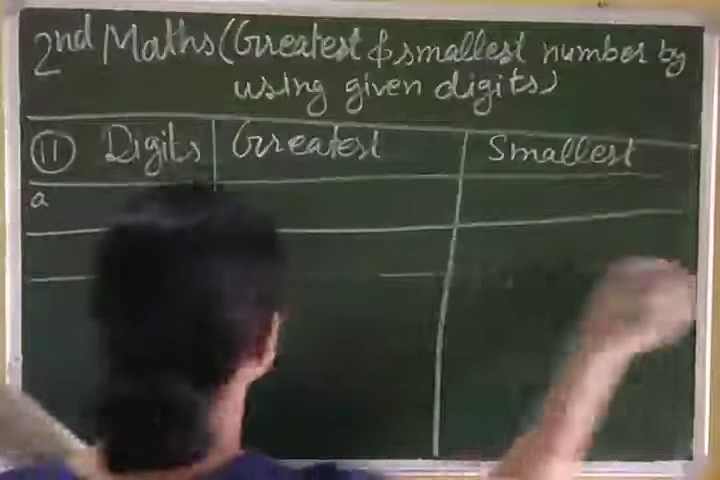 2nd Maths (Greatest & smallest number by
using given digits)
11 Digits Greatest Smallest
a